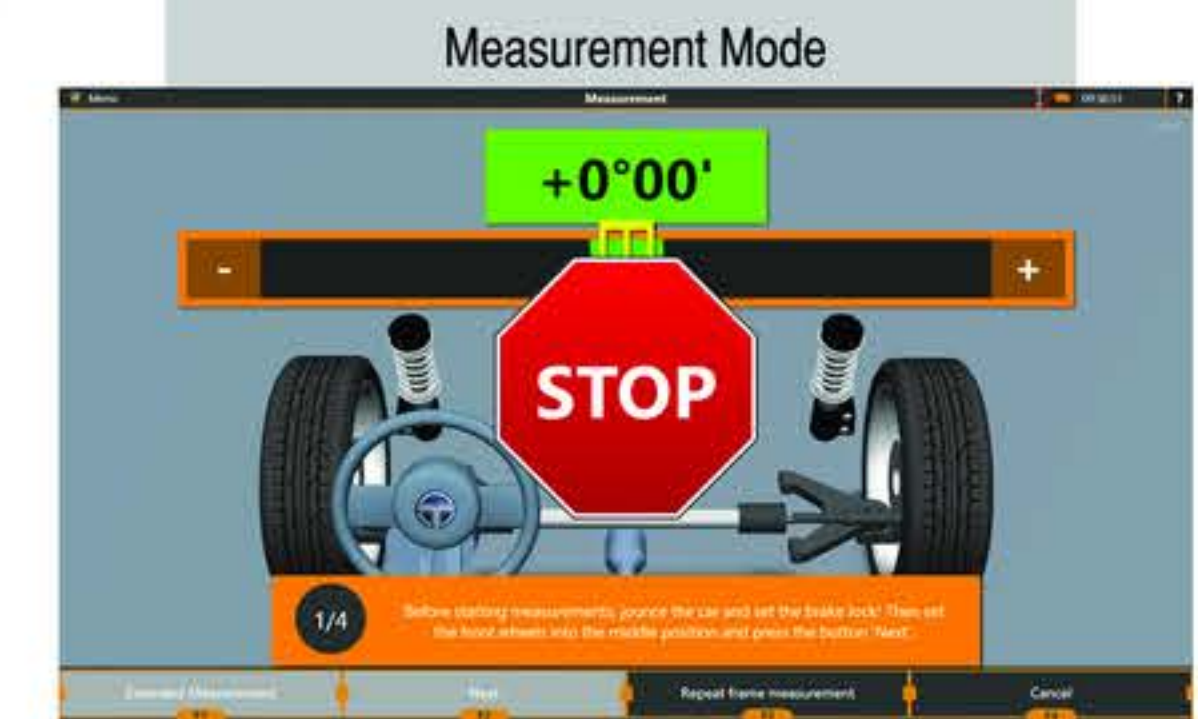 Measurement Mode
Menu
Measurement
?
+0°00'
-
+
STOP
1/4
Before starting measurements, jounce the car and set the brake lock! Then set
the front wheels into the middle position and press the button 'Next'.
Extended Measurement
Next
Repeat frame measurement
Cancel